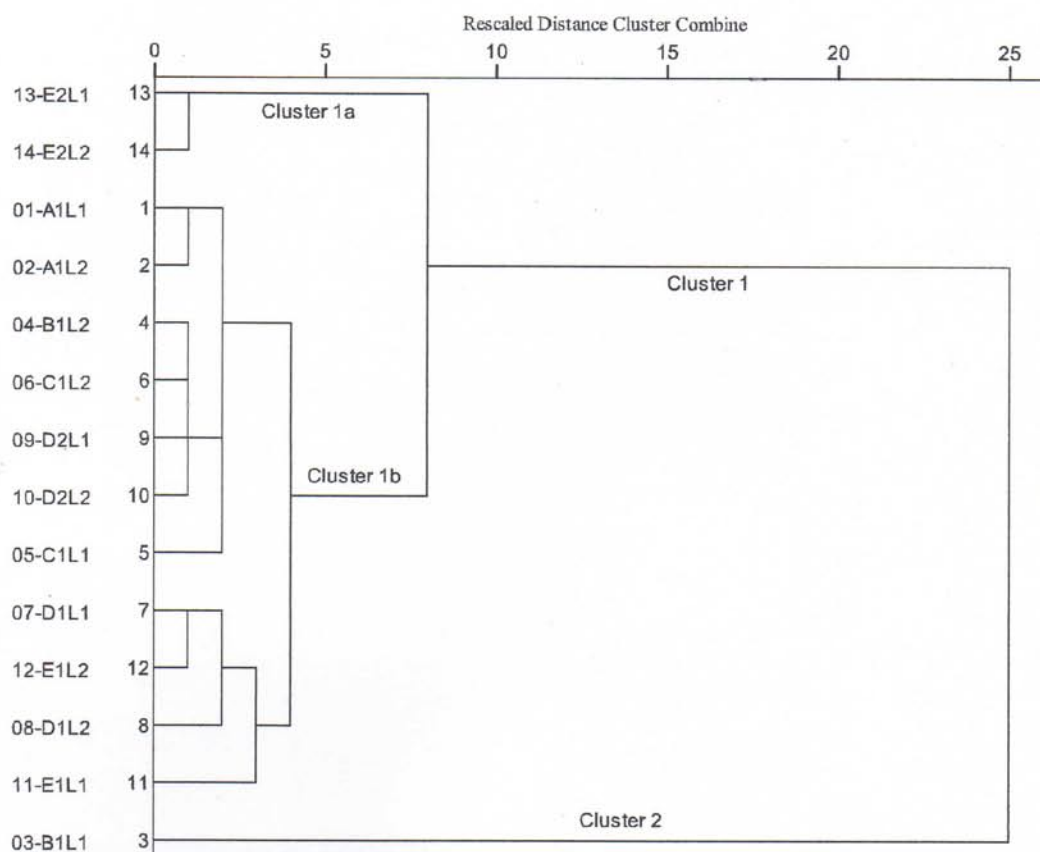 Rescaled Distance Cluster Combine
0 5 10 15 20 25
13-E2L1 13
Cluster 1a
14-E2L2 14
01-A1L1 1
02-A1L2 2
Cluster 1
04-B1L2 4
06-C1L2 6
09-D2L1 9
Cluster 1b
10-D2L2 10
05-C1L1 5
07-D1L1 7
12-E1L2 12
08-D1L2 8
11-E1L1 11
Cluster 2
03-B1L1 3